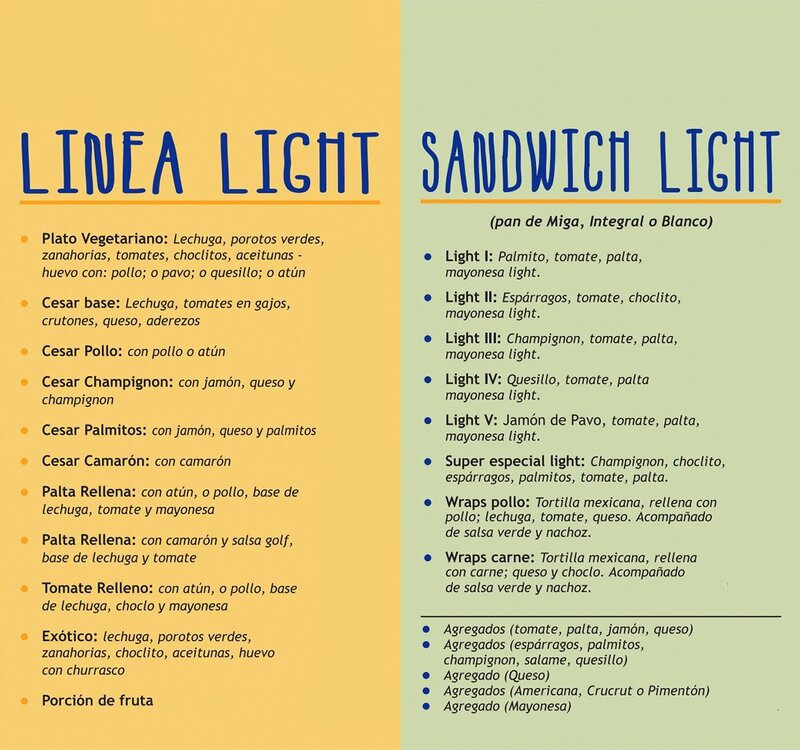 LINEA LIGHT
Plato Vegetariano: Lechuga, porotos verdes,
zanahorias, tomates, choclitos, aceitunas -
huevo con: pollo; o pavo; o quesillo; o atún
Cesar base: Lechuga, tomates en gajos,
crutones, queso, aderezos
Cesar Pollo: con pollo o atún
Cesar Champignon: con jamón, queso y
champignon
Cesar Palmitos: con jamón, queso y palmitos
Cesar Camarón: con camarón
Palta Rellena: con atún, o pollo, base de
lechuga, tomate y mayonesa
Palta Rellena: con camarón y salsa golf,
base de lechuga y tomate
Tomate Relleno: con atún, o pollo, base
de lechuga, choclo y mayonesa
Exótico: lechuga, porotos verdes,
zanahorias, choclito, aceitunas, huevo
con churrasco
Porción de fruta
SANDWICH LIGHT
(pan de Miga, Integral o Blanco)
Light I: Palmito, tomate, palta,
mayonesa light.
Light II: Espárragos, tomate, choclito,
mayonesa light.
Light III: Champignon, tomate, palta,
mayonesa light.
Light IV: Quesillo, tomate, palta
mayonesa light.
Light V: Jamón de Pavo, tomate, palta,
mayonesa light.
Super especial light: Champignon, choclito,
espárragos, palmitos, tomate, palta.
Wraps pollo: Tortilla mexicana, rellena con
pollo; lechuga, tomate, queso. Acompañado
de salsa verde y nachoz.
Wraps carne: Tortilla mexicana, rellena
con carne; queso y choclo. Acompañado
de salsa verde y nachoz.
Agregados (tomate, palta, jamón, queso)
Agregados (espárragos, palmitos,
champignon, salame, quesillo)
Agregado (Queso)
Agregados (Americana, Crucrut o Pimentón)
Agregado (Mayonesa)